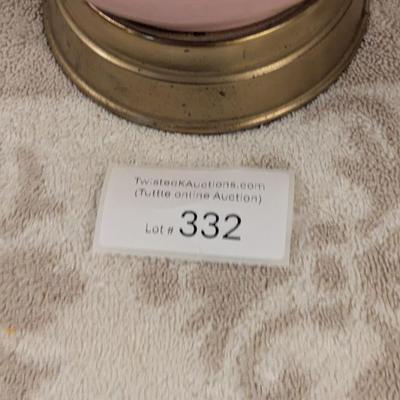 TwistedKAuctions.com
(Tuttle online Auction)
Lot # 332